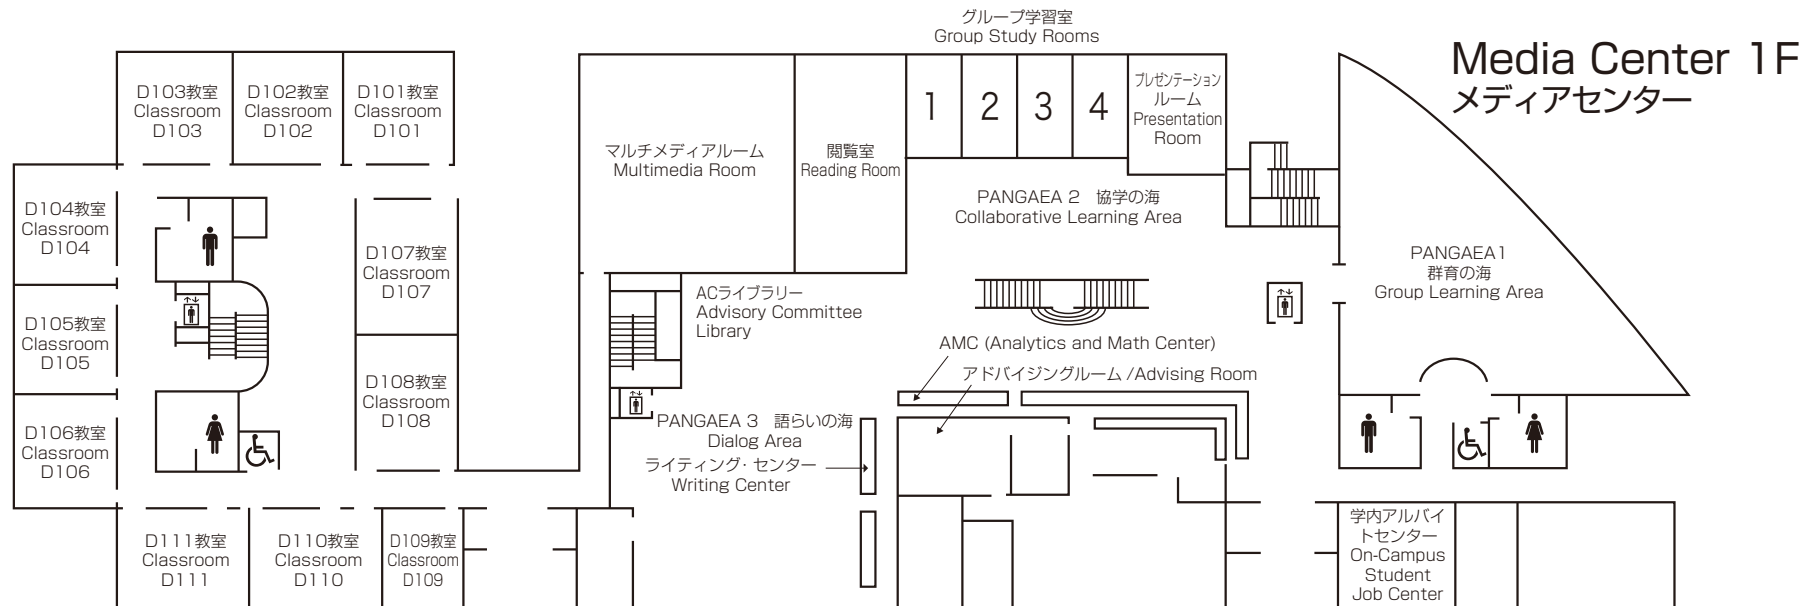 グループ学習室
Group Study Rooms
Media Center 1F
メディアセンター
D103教室
Classroom
D103
D102教室
Classroom
D102
D101教室
Classroom
D101
マルチメディアルーム
Multimedia Room
閲覧室
Reading Room
1
2
3
4
プレゼンテーション
ルーム
Presentation
Room
D104教室
Classroom
D104
PANGAEA 2 協学の海
Collaborative Learning Area
D107教室
Classroom
D107
PANGAEA1
群育の海
Group Learning Area
ACライブラリー
Advisory Committee
Library
D105教室
Classroom
D105
AMC (Analytics and Math Center)
アドバイジングルーム /Advising Room
D108教室
Classroom
D108
D106教室
Classroom
D106
PANGAEA 3 語らいの海
Dialog Area
ライティング・センター
Writing Center
D111教室
Classroom
D111
D110教室
Classroom
D110
D109教室
Classroom
D109
学内アルバイ
トセンター
On-Campus
Student
Job Center